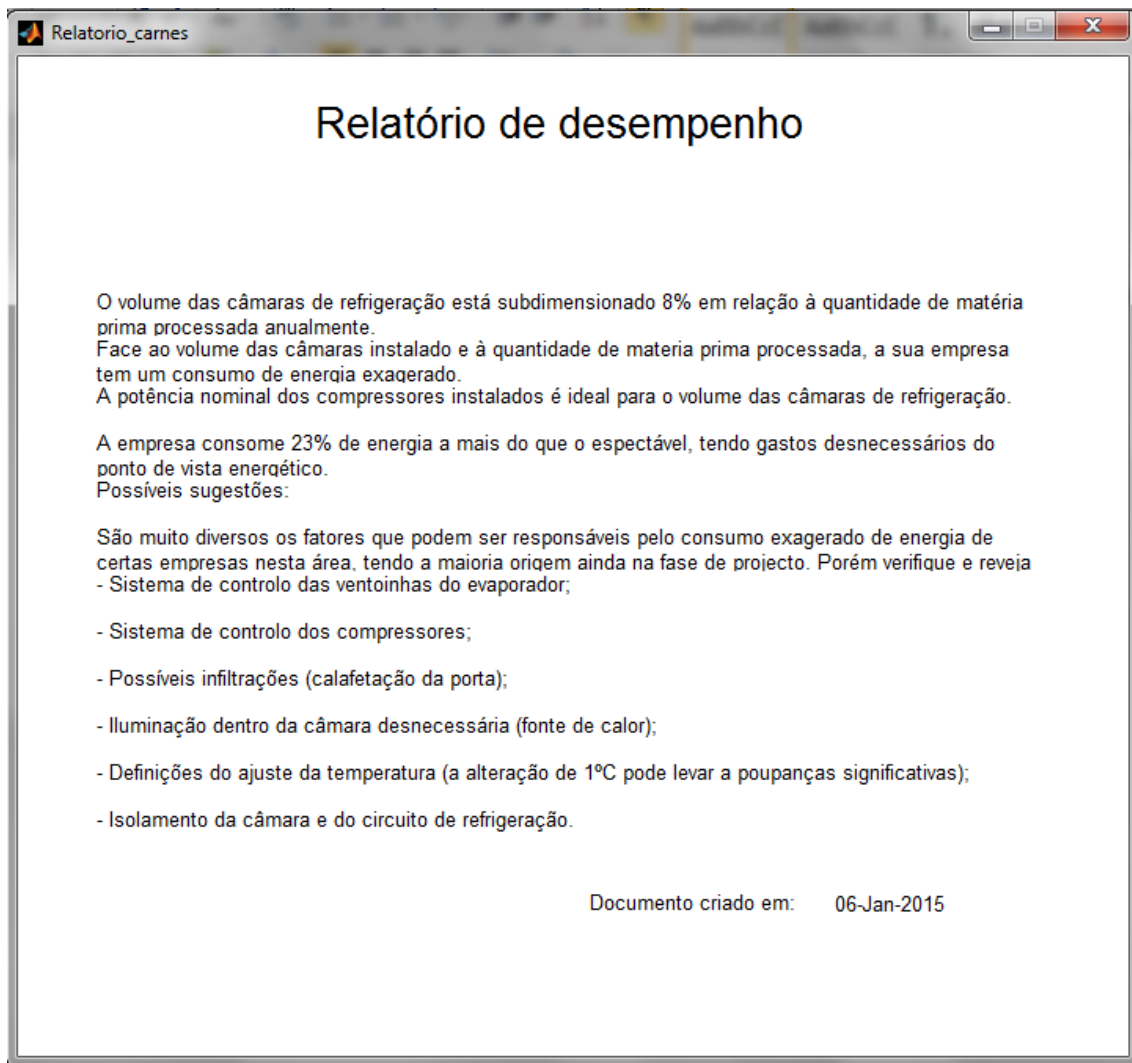 Relatorio_carnes
Relatório de desempenho
O volume das câmaras de refrigeração está subdimensionado 8% em relação à quantidade de matéria
prima processada anualmente.
Face ao volume das câmaras instalado e à quantidade de materia prima processada, a sua empresa
tem um consumo de energia exagerado.
A potência nominal dos compressores instalados é ideal para o volume das câmaras de refrigeração.
A empresa consome 23% de energia a mais do que o espectável, tendo gastos desnecessários do
ponto de vista energético.
Possíveis sugestões:
São muito diversos os fatores que podem ser responsáveis pelo consumo exagerado de energia de
certas empresas nesta área, tendo a maioria origem ainda na fase de projecto. Porém verifique e reveja
- Sistema de controlo das ventoinhas do evaporador;
- Sistema de controlo dos compressores;
- Possíveis infiltrações (calafetação da porta);
- Iluminação dentro da câmara desnecessária (fonte de calor);
- Definições do ajuste da temperatura (a alteração de 1ºC pode levar a poupanças significativas);
- Isolamento da câmara e do circuito de refrigeração.
Documento criado em: 06-Jan-2015